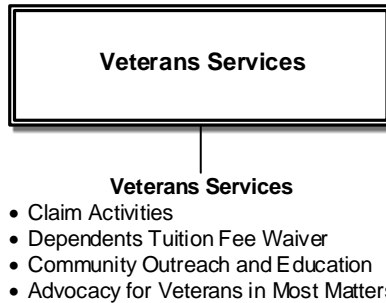 Veterans Services
Veterans Services
• Claim Activities
• Dependents Tuition Fee Waiver
• Community Outreach and Education
• Advocacy for Veterans in Most Matters